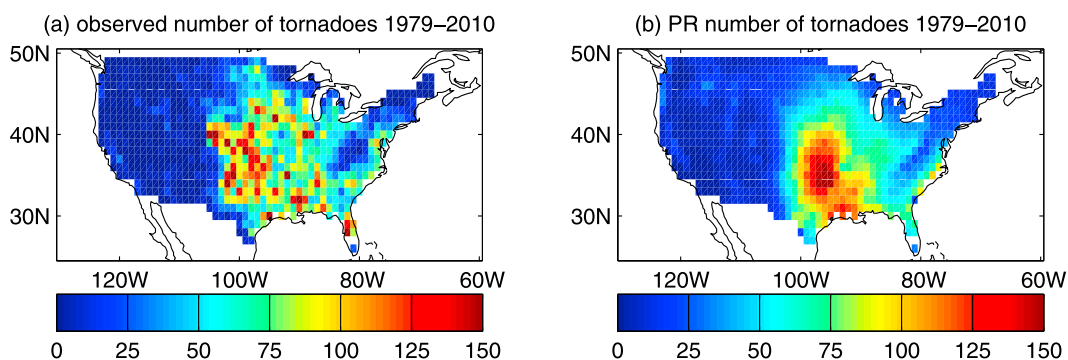 (a) observed number of tornadoes 1979–2010
50N
40N
30N
120W 100W 80W 60W
0 25 50 75 100 125 150
(b) PR number of tornadoes 1979–2010
50N
40N
30N
120W 100W 80W 60W
0 25 50 75 100 125 150